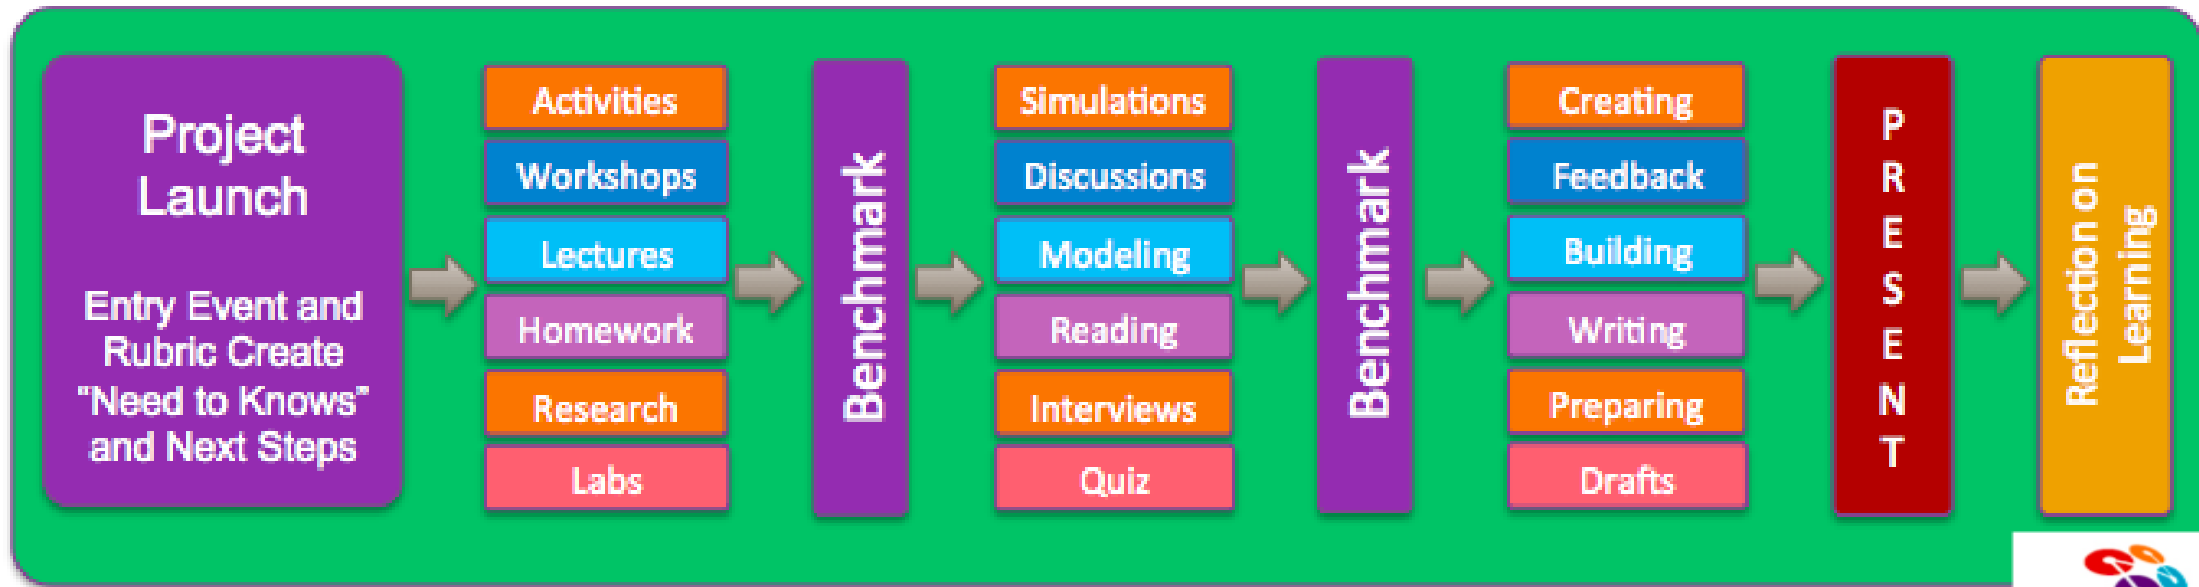 Project
Launch
Entry Event and
Rubric Create
"Need to Knows"
and Next Steps
Activities
Workshops
Lectures
Homework
Research
Labs
Benchmark
Simulations
Discussions
Modeling
Reading
Interviews
Quiz
Benchmark
Creating
Feedback
Building
Writing
Preparing
Drafts
PRESENT
Reflection on
Learning